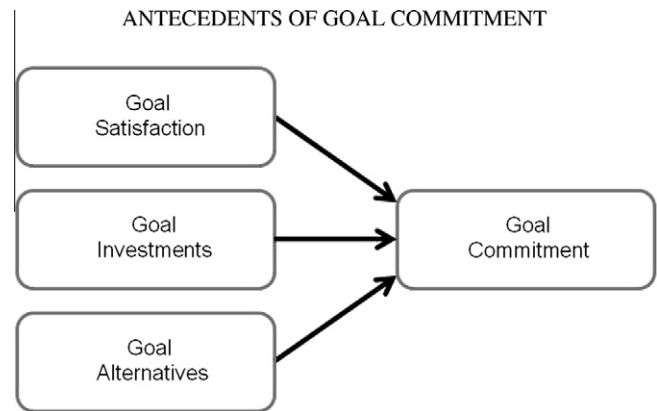 ANTECEDENTS OF GOAL COMMITMENT
Goal
Satisfaction
Goal
Investments
Goal
Commitment
Goal
Alternatives